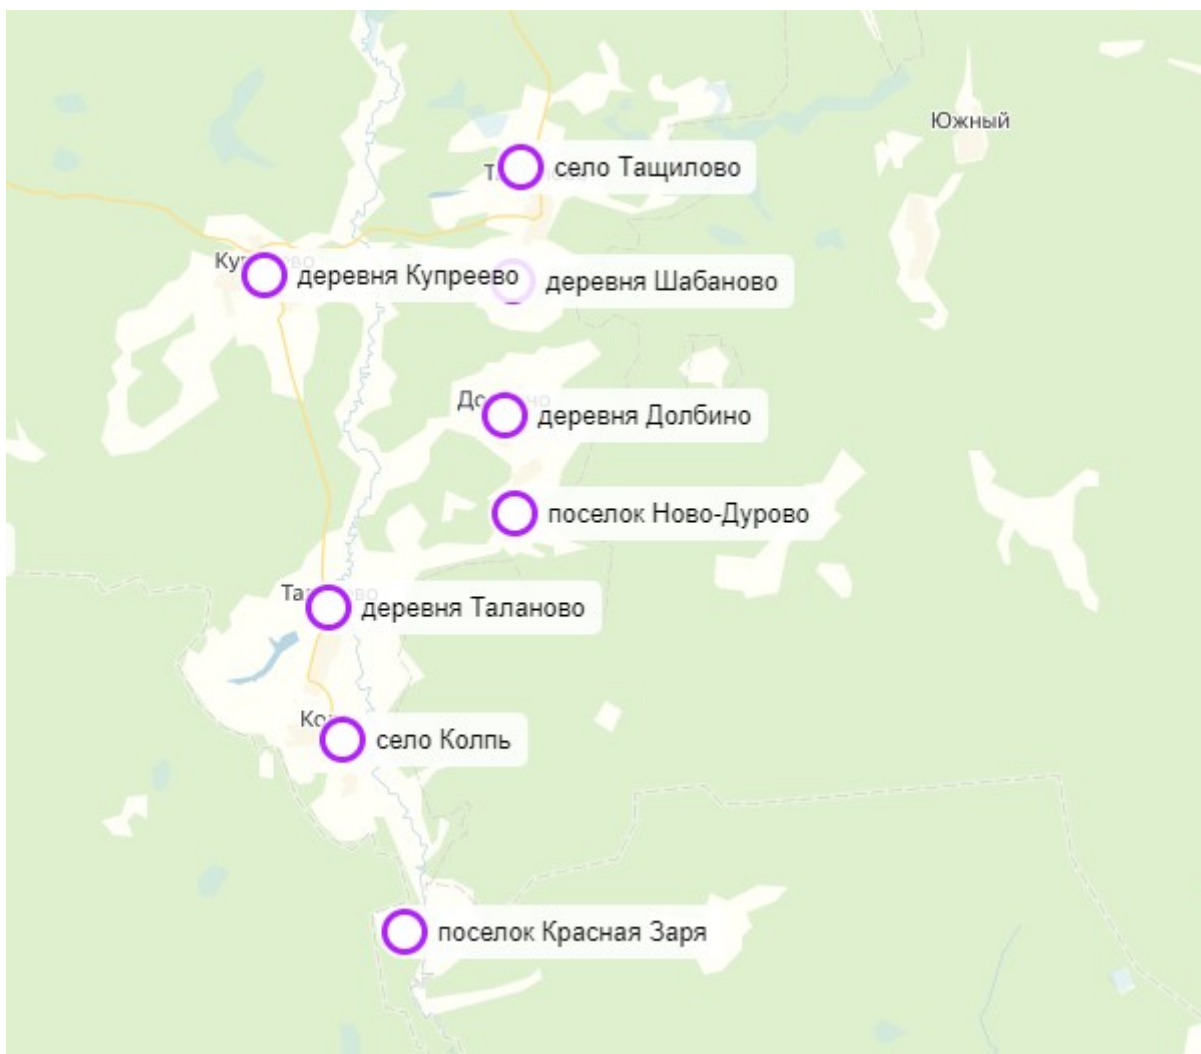 Южный
село Тащилово
деревня Купреево
деревня Шабаново
деревня Долбино
поселок Ново-Дурово
деревня Таланово
село Колпь
поселок Красная Заря